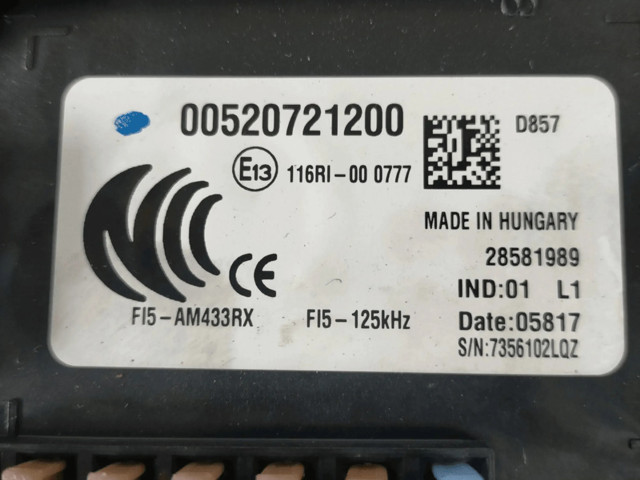 00520721200
D857
E13 116RI-00 0777
MADE IN HUNGARY
CE
28581989
IND:01 L1
FI5-AM433RX FI5-125kHz
Date:05817
S/N:7356102LQZ